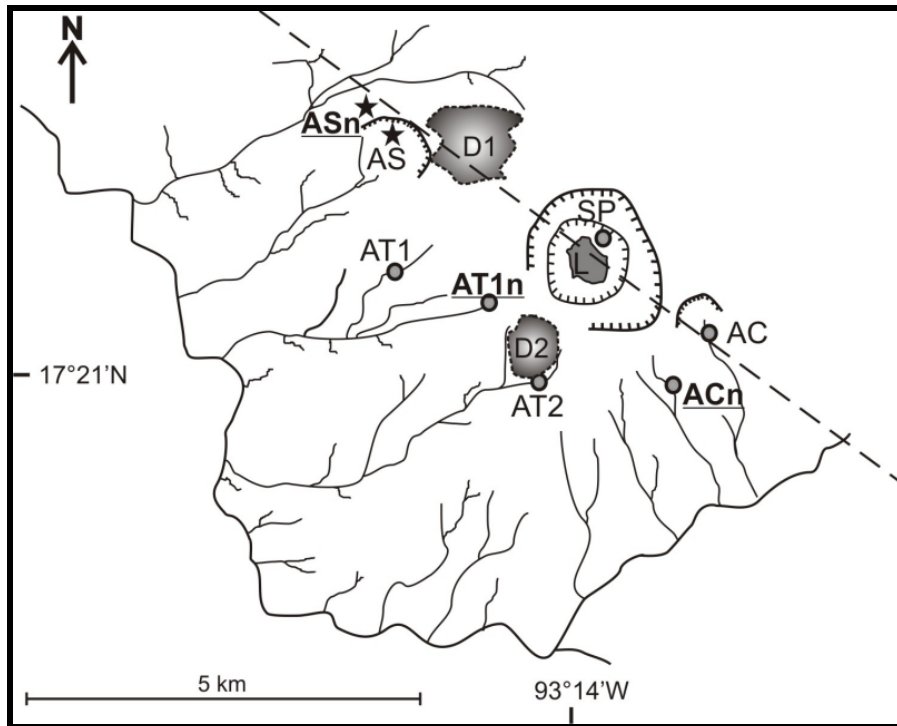 N
ASn
AS
D1
SP
L
AT1
AT1n
AC
D2
17°21'N
AT2
ACn
5 km
93°14'W